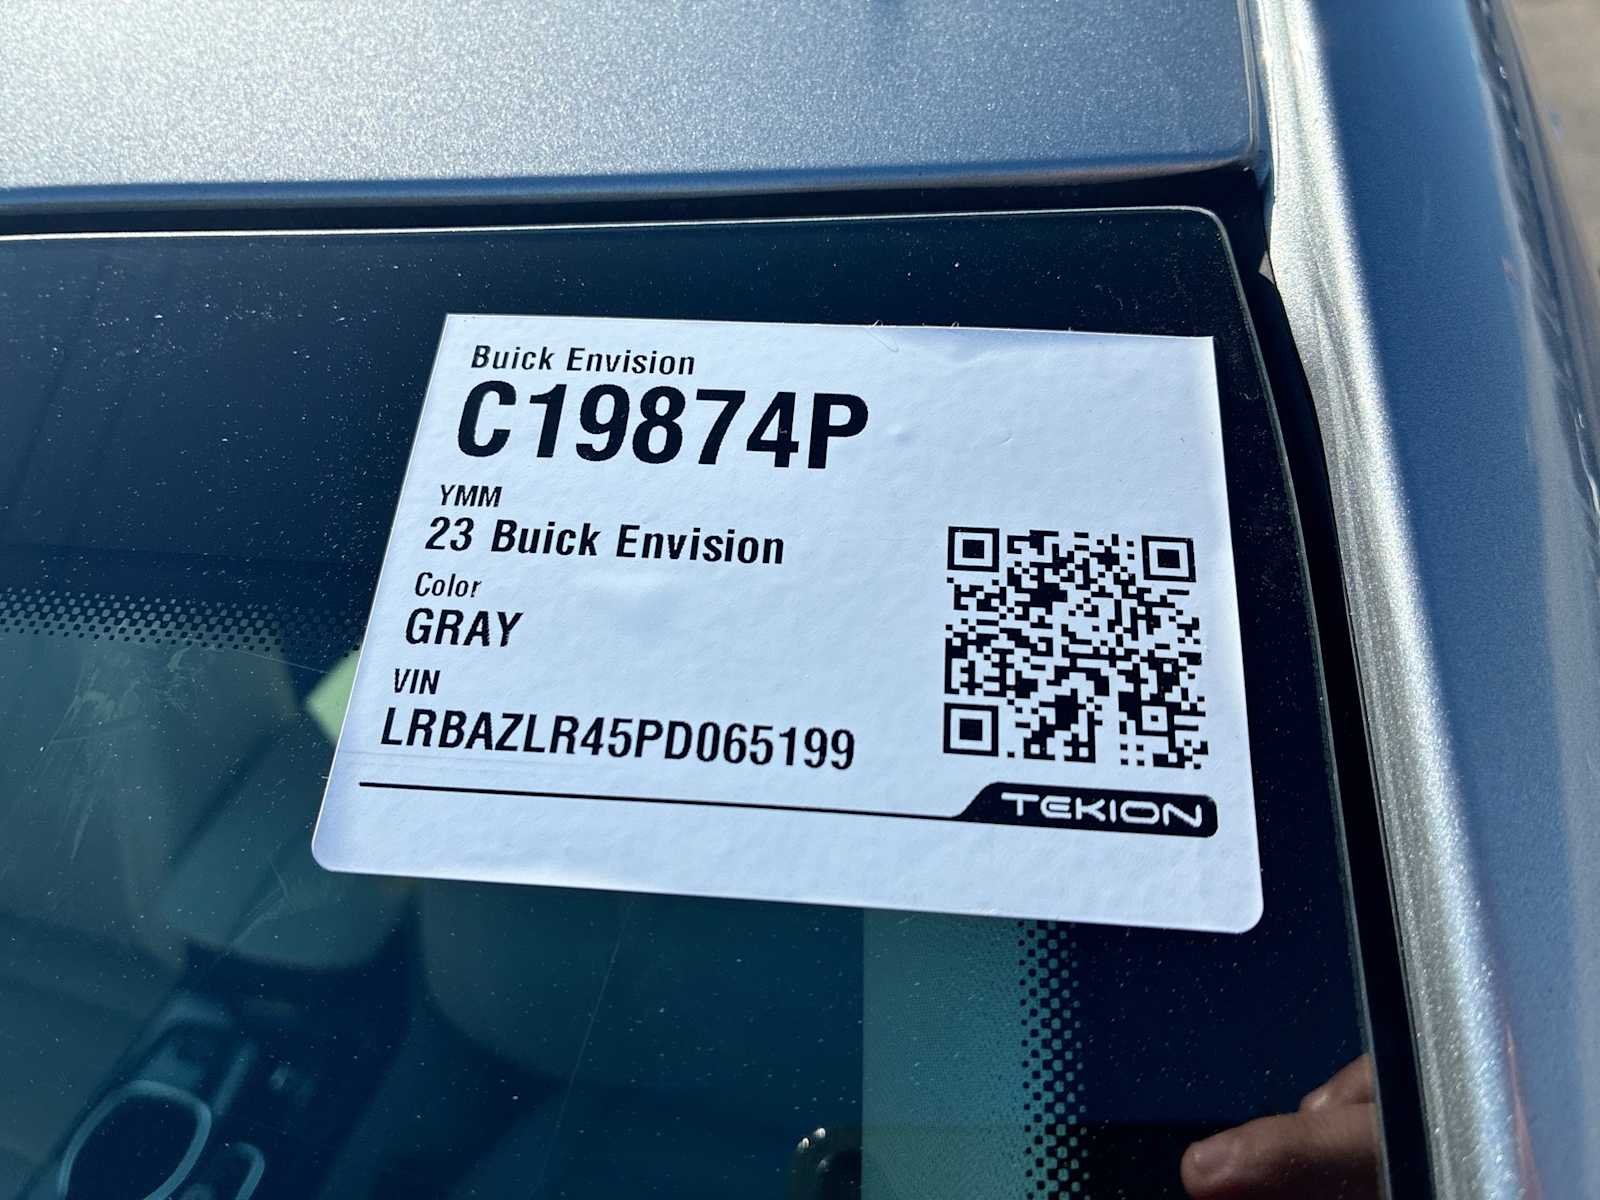 Buick Envision
C19874P
YMM
23 Buick Envision
Color
GRAY
VIN
LRBAZLR45PD065199
TEKION